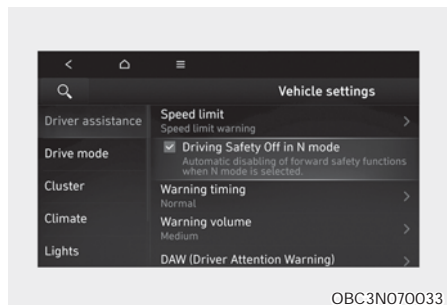 Vehicle settings
Driver assistance
Drive mode
Cluster
Climate
Lights
Speed limit
Speed limit warning
Driving Safety Off in N mode
Automatic disabling of forward safety functions
when N mode is selected.
Warning timing
Normal
Warning volume
Medium
DAW (Driver Attention Warning)
OBC3N070033